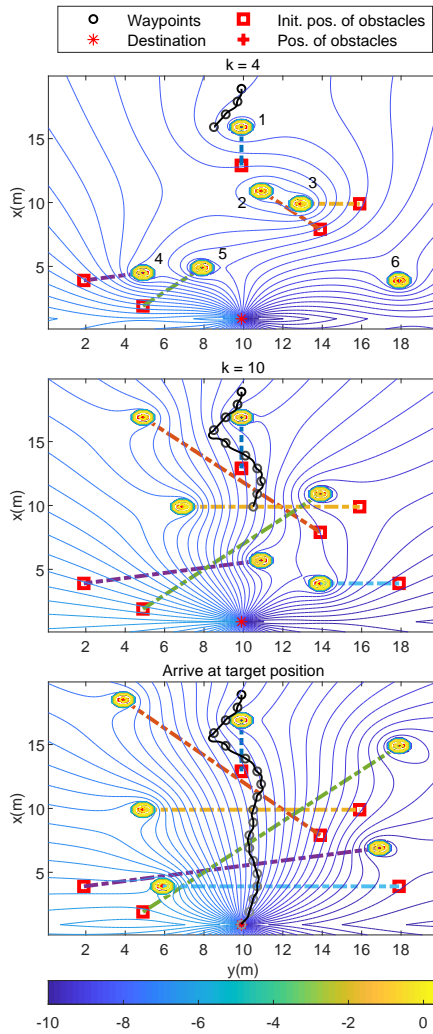 Waypoints
Init. pos. of obstacles
Destination
Pos. of obstacles
k = 4
x(m)
15
10
5
1
2
3
4
5
6
2 4 6 8 10 12 14 16 18 20
k = 10
x(m)
15
10
5
2 4 6 8 10 12 14 16 18 20
Arrive at target position
x(m)
15
10
5
2 4 6 8 10 12 14 16 18 20
y(m)
-10 -8 -6 -4 -2 0